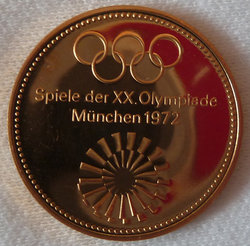 Spiele der XX. Olympiade
München 1972